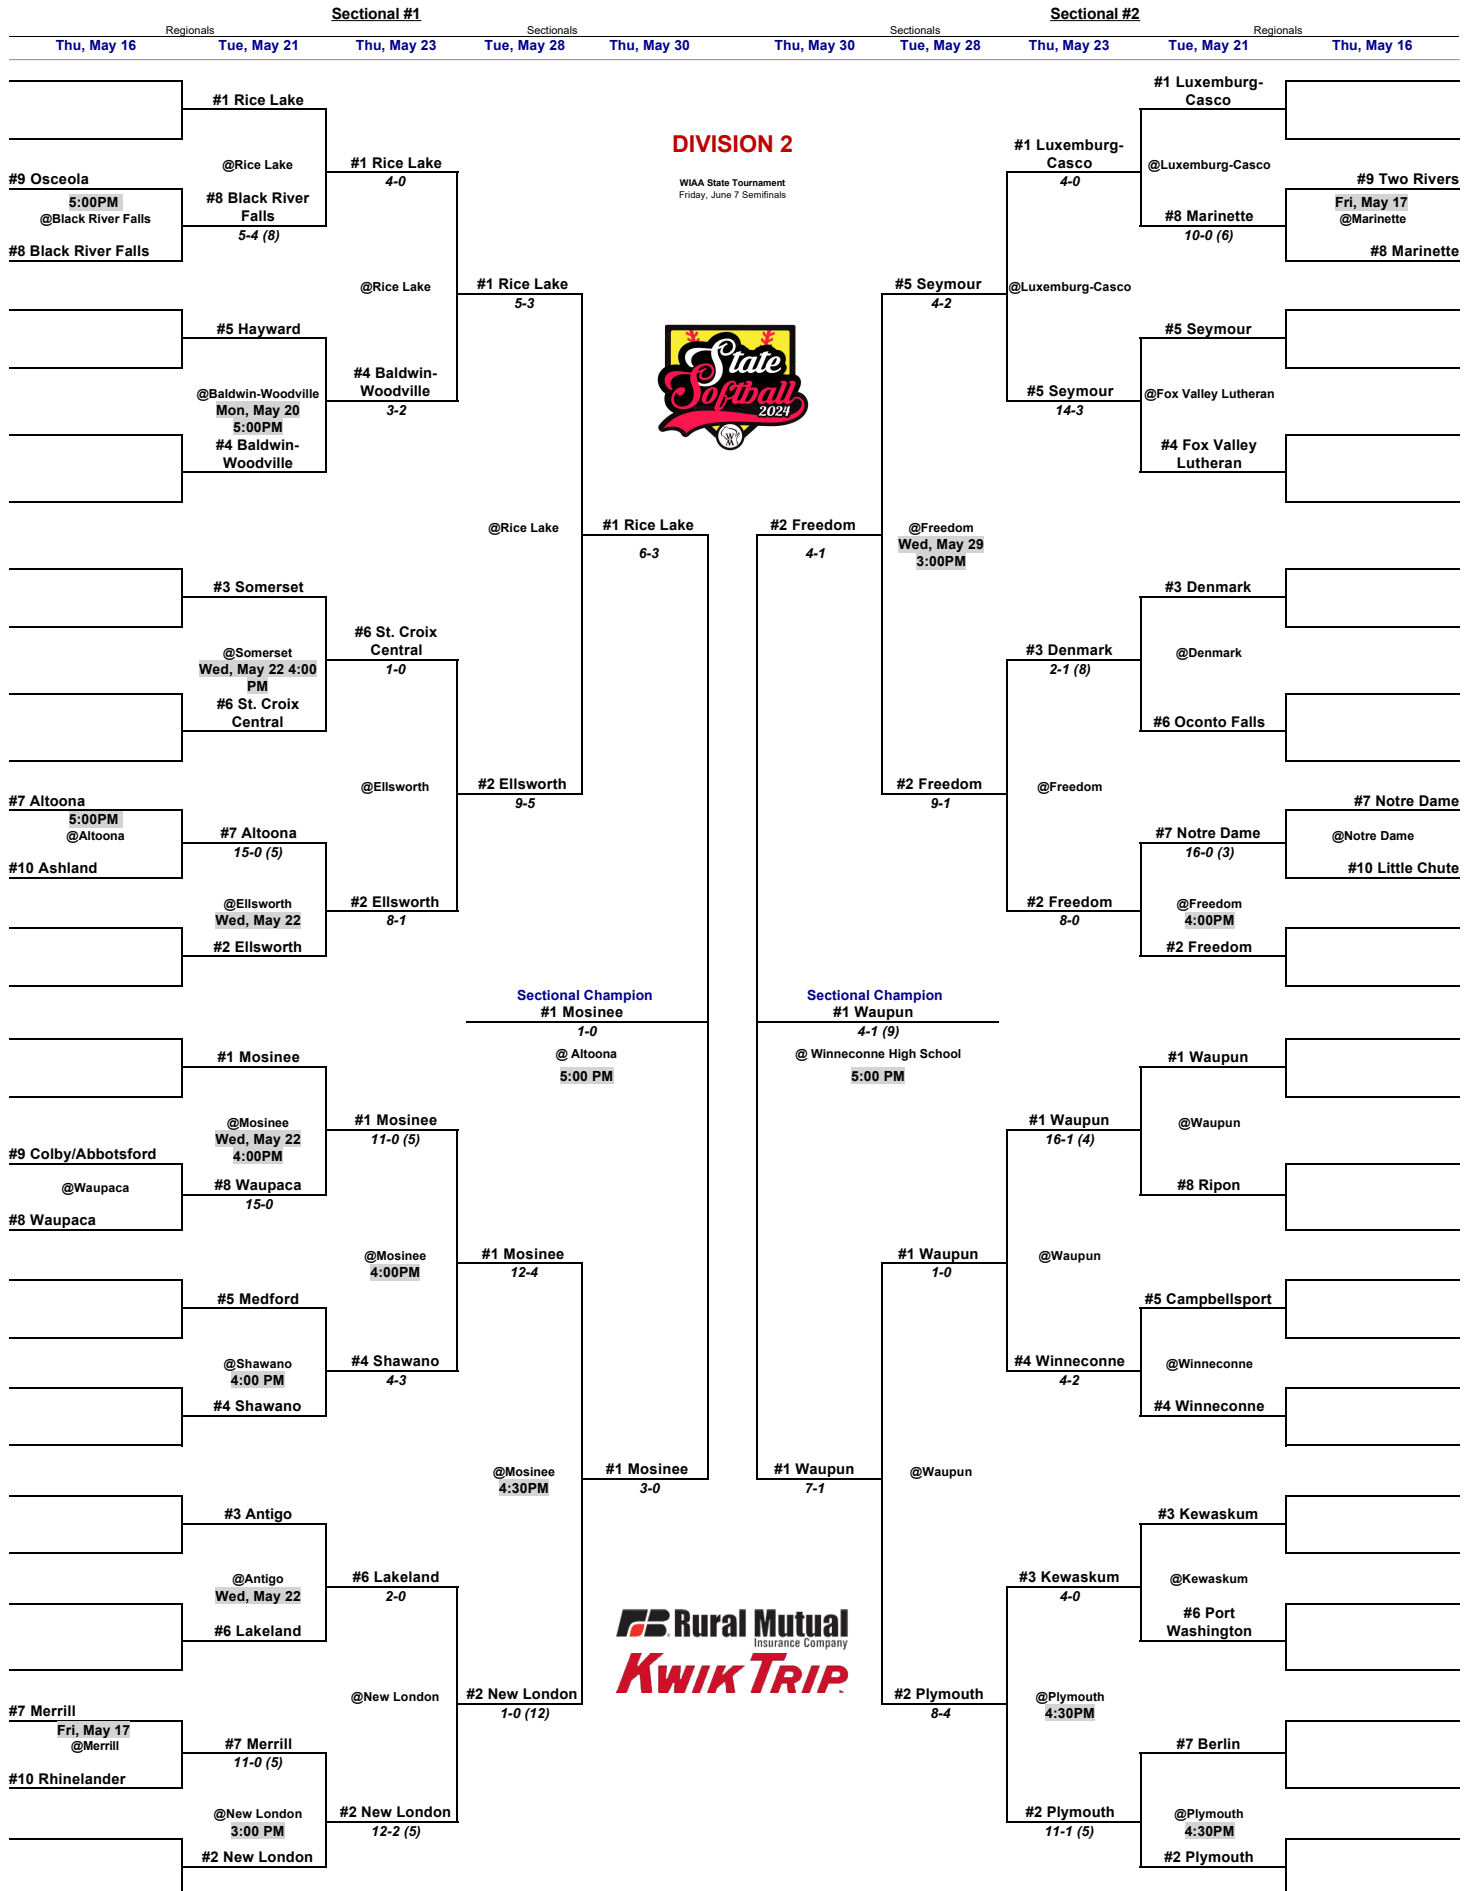 Sectional #1
Sectional #2
Regionals
Sectionals
Sectionals
Regionals
Thu, May 16
Tue, May 21
Thu, May 23
Tue, May 28
Thu, May 30
Thu, May 30
Tue, May 28
Thu, May 23
Tue, May 21
Thu, May 16
#1 Rice Lake
@Rice Lake
#9 Osceola
5:00PM
@Black River Falls
#8 Black River Falls
#8 Black River
Falls
5-4 (8)
#1 Rice Lake
4-0
@Rice Lake
#5 Hayward
@Baldwin-Woodville
Mon, May 20
5:00PM
#4 Baldwin-
Woodville
#4 Baldwin-
Woodville
3-2
#1 Rice Lake
5-3
@Rice Lake
#3 Somerset
@Somerset
Wed, May 22 4:00
PM
#6 St. Croix
Central
#6 St. Croix
Central
1-0
@Ellsworth
#7 Altoona
5:00PM
@Altoona
#10 Ashland
#7 Altoona
15-0 (5)
@Ellsworth
Wed, May 22
#2 Ellsworth
#2 Ellsworth
8-1
#2 Ellsworth
9-5
#1 Rice Lake
6-3
Sectional Champion
#1 Mosinee
1-0
@ Altoona
5:00 PM
#1 Mosinee
@Mosinee
Wed, May 22
4:00PM
#9 Colby/Abbotsford
@Waupaca
#8 Waupaca
#8 Waupaca
15-0
#1 Mosinee
11-0 (5)
@Mosinee
4:00PM
#5 Medford
@Shawano
4:00 PM
#4 Shawano
#4 Shawano
4-3
#1 Mosinee
12-4
@Mosinee
4:30PM
#1 Mosinee
3-0
#3 Antigo
@Antigo
Wed, May 22
#6 Lakeland
#6 Lakeland
2-0
@New London
#7 Merrill
Fri, May 17
@Merrill
#10 Rhinelander
#7 Merrill
11-0 (5)
@New London
3:00 PM
#2 New London
#2 New London
12-2 (5)
#2 New London
1-0 (12)
DIVISION 2
WIAA State Tournament
Friday, June 7 Semifinals
State
Softball
2024
Rural Mutual
Insurance Company
KWIK TRIP
#1 Luxemburg-
Casco
@Luxemburg-Casco
#9 Two Rivers
Fri, May 17
@Marinette
#8 Marinette
#8 Marinette
10-0 (6)
#1 Luxemburg-
Casco
4-0
@Luxemburg-Casco
#5 Seymour
@Fox Valley Lutheran
#4 Fox Valley
Lutheran
#5 Seymour
14-3
#5 Seymour
4-2
@Freedom
Wed, May 29
3:00PM
#2 Freedom
4-1
#3 Denmark
@Denmark
#6 Oconto Falls
#3 Denmark
2-1 (8)
@Freedom
#7 Notre Dame
@Notre Dame
#10 Little Chute
#7 Notre Dame
16-0 (3)
@Freedom
4:00PM
#2 Freedom
#2 Freedom
8-0
#2 Freedom
9-1
Sectional Champion
#1 Waupun
4-1 (9)
@ Winneconne High School
5:00 PM
#1 Waupun
@Waupun
#8 Ripon
#1 Waupun
16-1 (4)
@Waupun
#5 Campbellsport
@Winneconne
#4 Winneconne
#4 Winneconne
4-2
#1 Waupun
1-0
@Waupun
#1 Waupun
7-1
#3 Kewaskum
@Kewaskum
#6 Port
Washington
#3 Kewaskum
4-0
@Plymouth
4:30PM
#7 Berlin
@Plymouth
4:30PM
#2 Plymouth
#2 Plymouth
11-1 (5)
#2 Plymouth
8-4